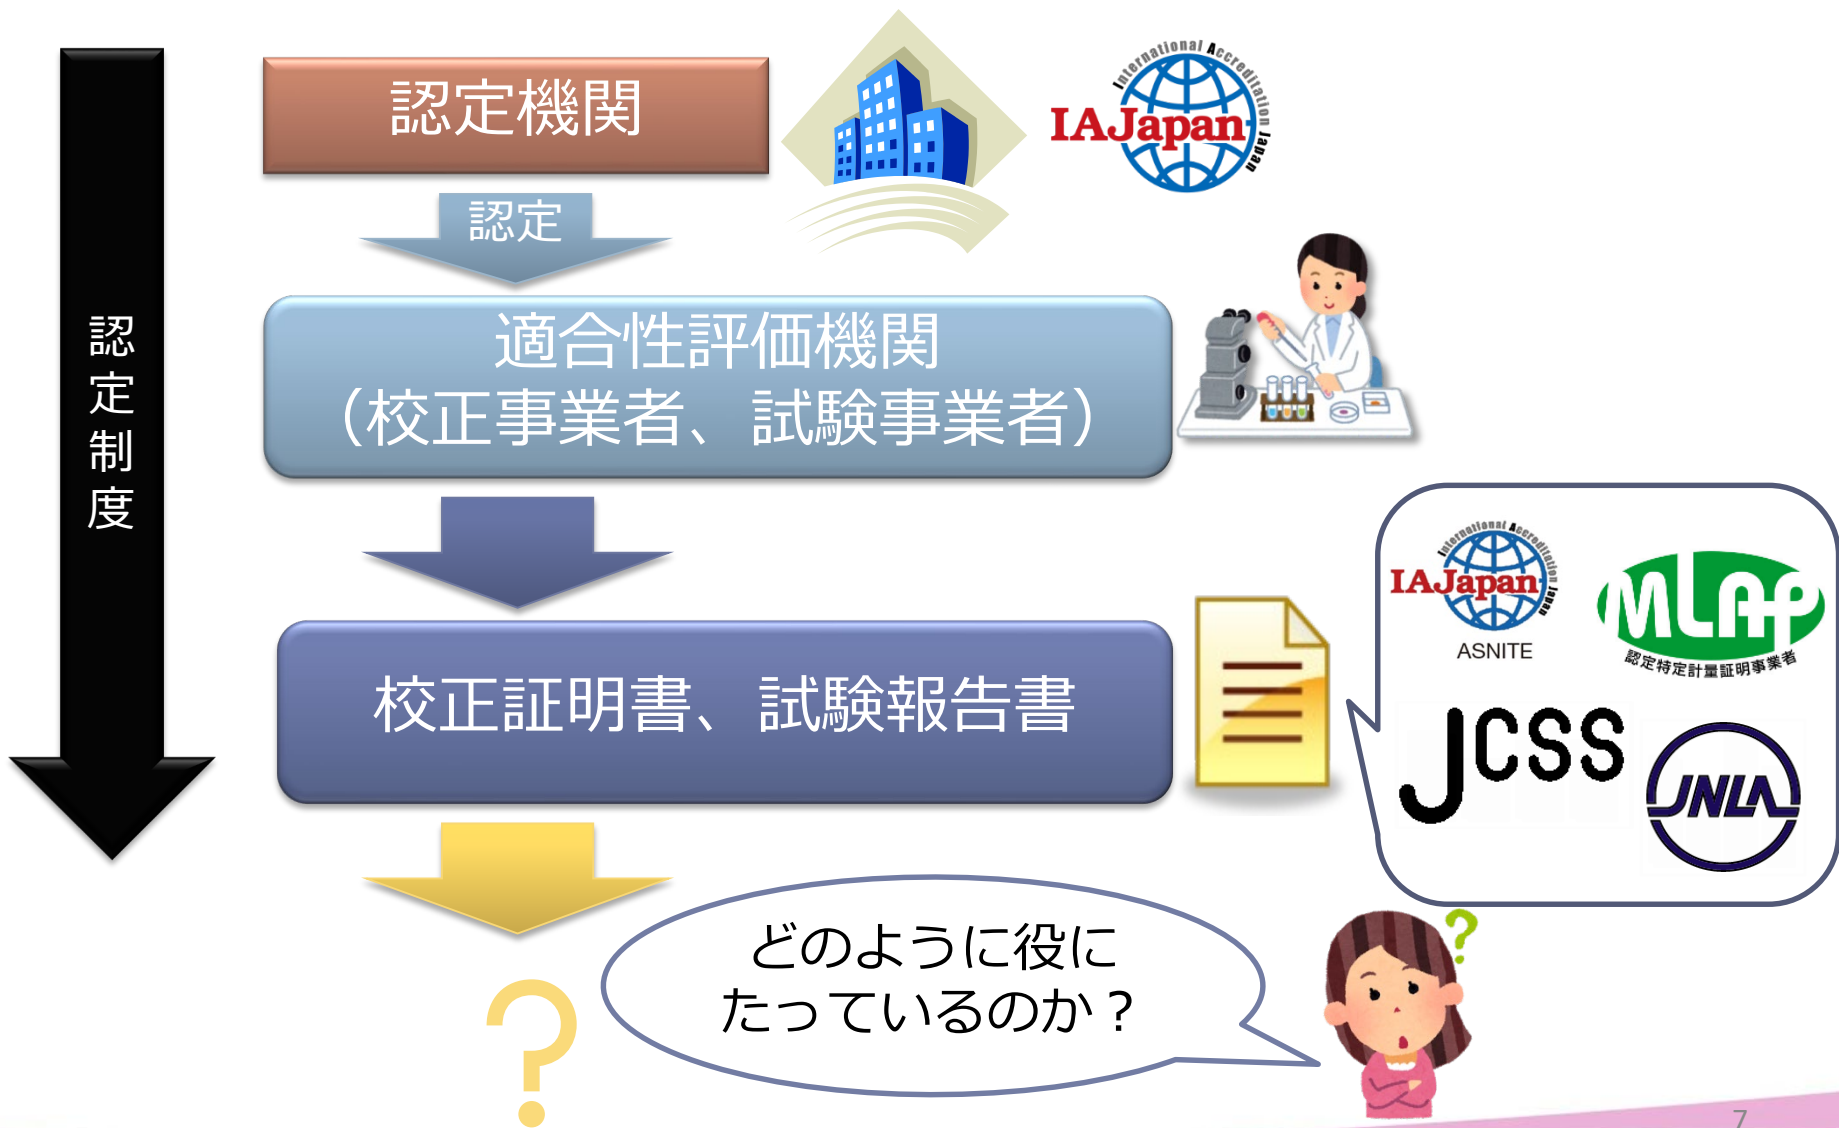 認定機関
International Accreditation Japan
IAJapan
認定
認定制度
適合性評価機関
（校正事業者、試験事業者）
校正証明書、試験報告書
International Accreditation Japan
IAJapan
ASNITE
MLAP
認定特定計量証明事業者
JCSS
JNLA
?
どのように役に
たっているのか？
?
7